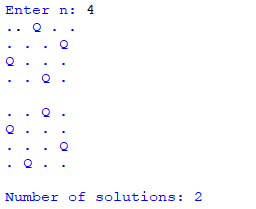 Enter n: 4
.. Q . .
. . . Q
Q . . .
. . Q .
. . Q .
Q . . .
. . . Q
. Q . .
Number of solutions: 2